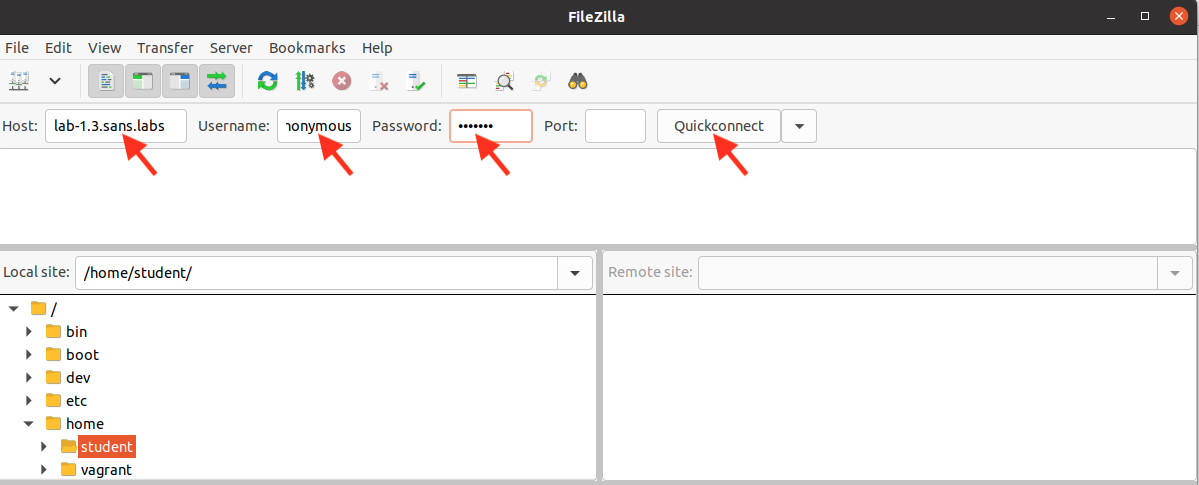 FileZilla
File Edit View Transfer Server Bookmarks Help
Host: lab-1.3.sans.labs Username: nonymous Password: ••••••• Port: Quickconnect
Local site: /home/student/ Remote site:
/
bin
boot
dev
etc
home
student
vagrant